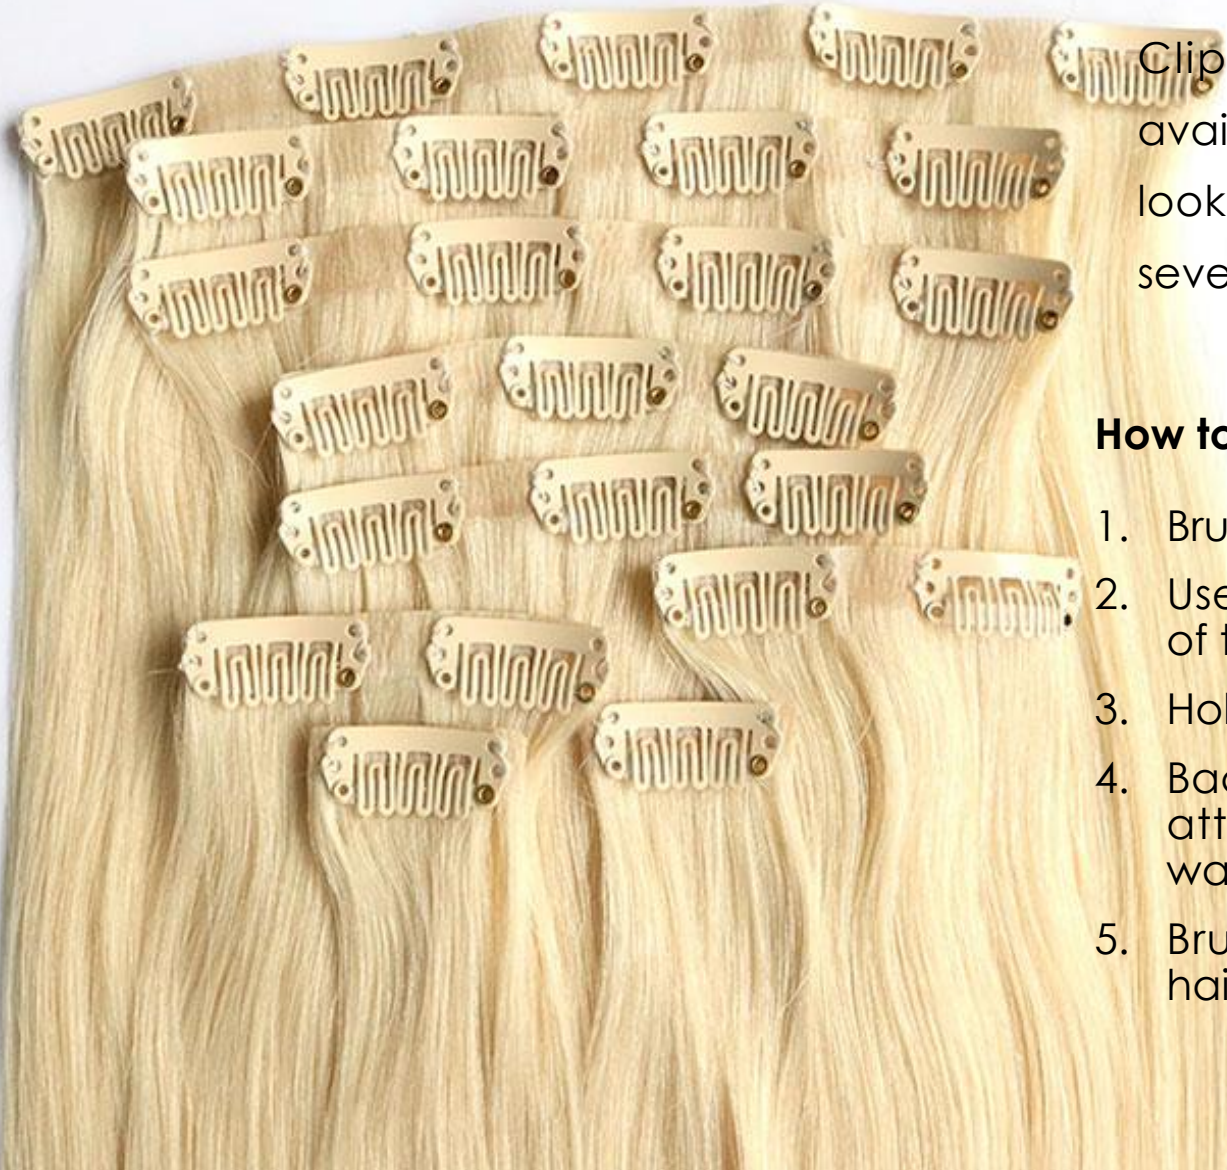 Clip
avai
look
seve
How to
1. Bru
2. Use
of t
3. Hol
4. Bac
att
wa
5. Bru
hai